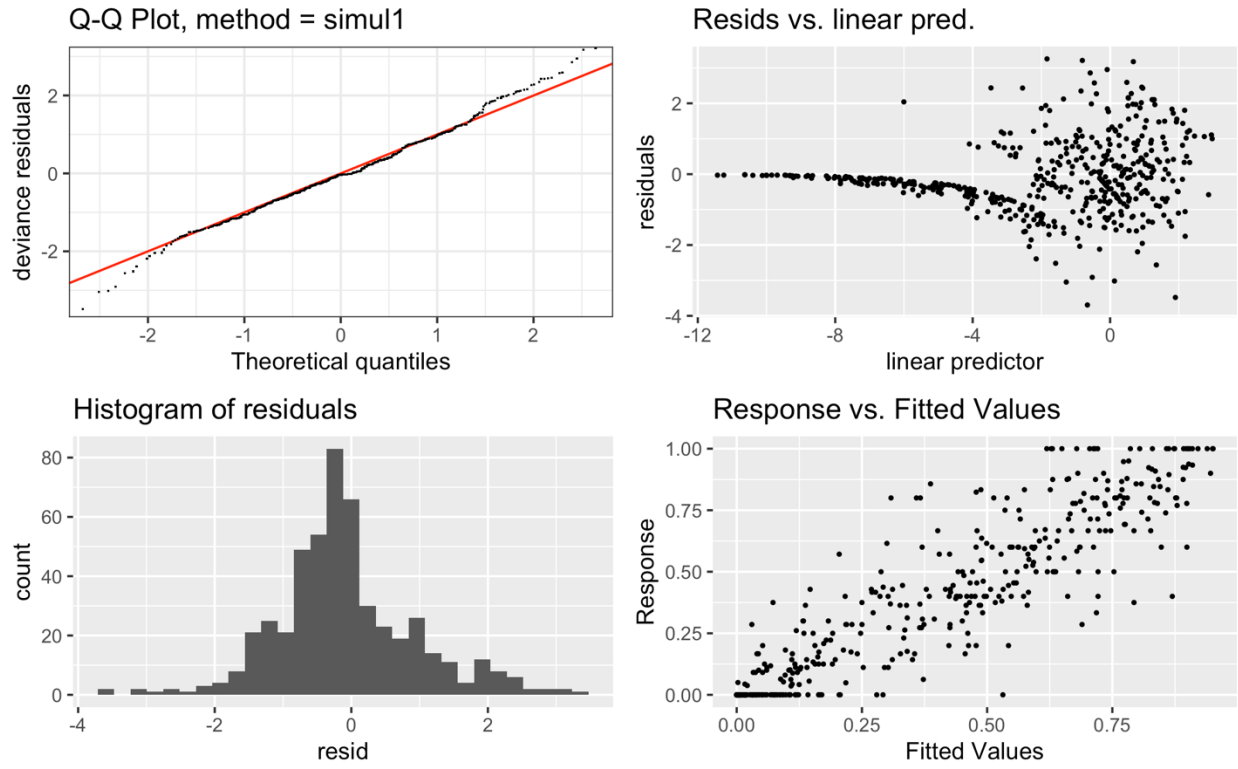 Q-Q Plot, method = simul1
deviance residuals
2
0
-2
-2
-1
0
1
2
Theoretical quantiles
Resids vs. linear pred.
residuals
2
0
-2
-4
-12
-8
-4
0
linear predictor
Histogram of residuals
count
80
60
40
20
0
-4
-2
0
2
resid
Response vs. Fitted Values
Response
1.00
0.75
0.50
0.25
0.00
0.00
0.25
0.50
0.75
Fitted Values